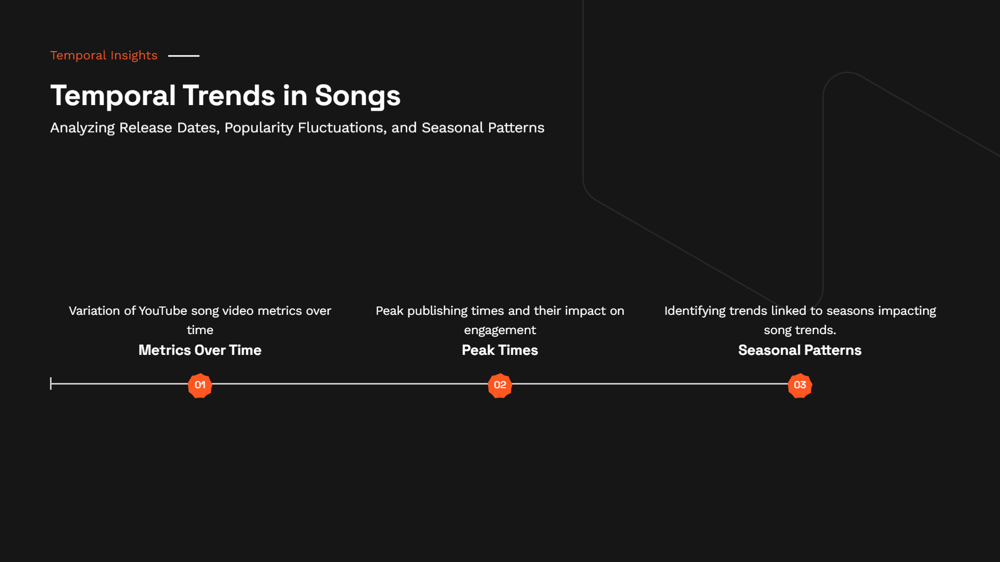 Temporal Insights
Temporal Trends in Songs
Analyzing Release Dates, Popularity Fluctuations, and Seasonal Patterns
Variation of YouTube song video metrics over
time
Metrics Over Time
01
Peak publishing times and their impact on
engagement
Peak Times
02
Identifying trends linked to seasons impacting
song trends.
Seasonal Patterns
03